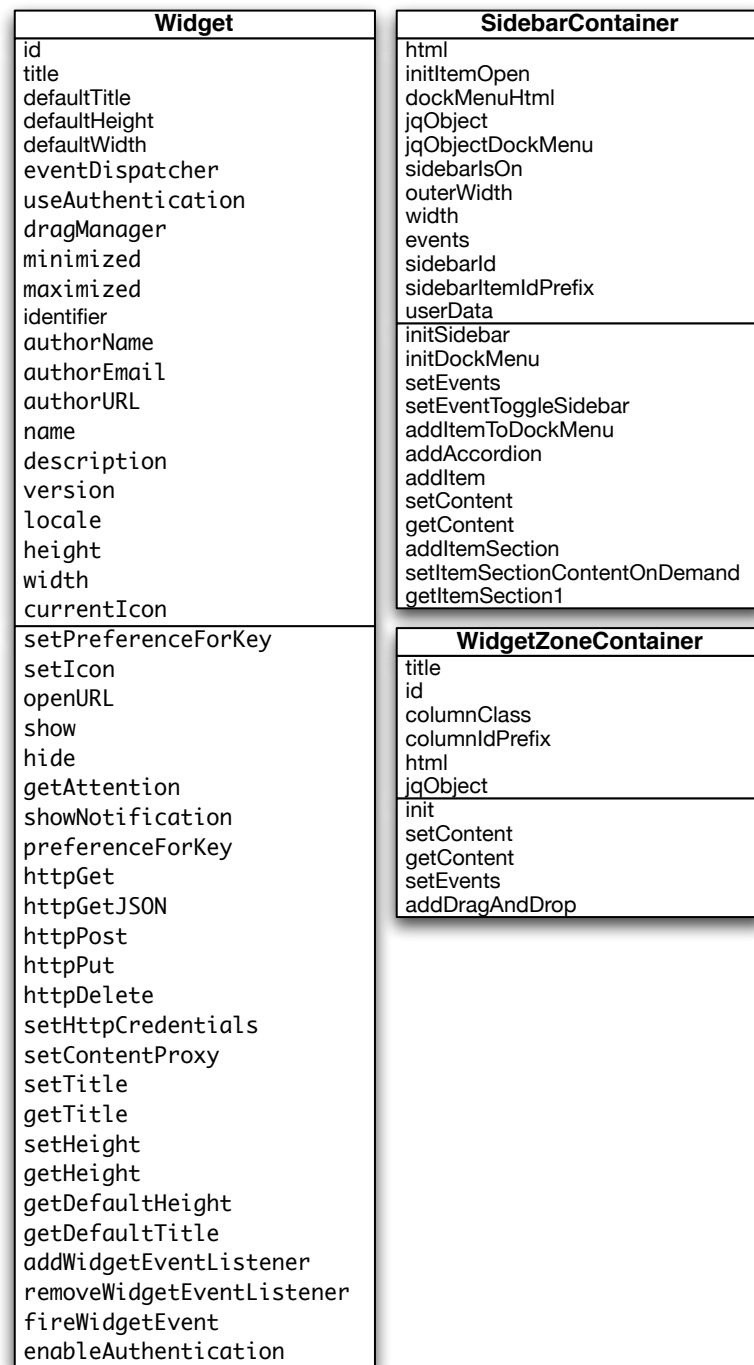 Widget
id
title
defaultTitle
defaultHeight
defaultWidth
eventDispatcher
useAuthentication
dragManager
minimized
maximized
identifier
authorName
authorEmail
authorURL
name
description
version
locale
height
width
currentIcon
setPreferenceForKey
setIcon
openURL
show
hide
getAttention
showNotification
preferenceForKey
httpGet
httpGetJSON
httpPost
httpPut
httpDelete
setHttpCredentials
setContentProxy
setTitle
getTitle
setHeight
getHeight
getDefaultHeight
getDefaultTitle
addWidgetEventListener
removeWidgetEventListener
fireWidgetEvent
enableAuthentication
SidebarContainer
html
initItemOpen
dockMenuHtml
jqObject
jqObjectDockMenu
sidebarIsOn
outerWidth
width
events
sidebarId
sidebarItemIdPrefix
userData
initSidebar
initDockMenu
setEvents
setEventToggleSidebar
addItemToDockMenu
addAccordion
addItem
setContent
getContent
addItemSection
setItemSectionContentOnDemand
getItemSection1
WidgetZoneContainer
title
id
columnClass
columnIdPrefix
html
jqObject
init
setContent
getContent
setEvents
addDragAndDrop